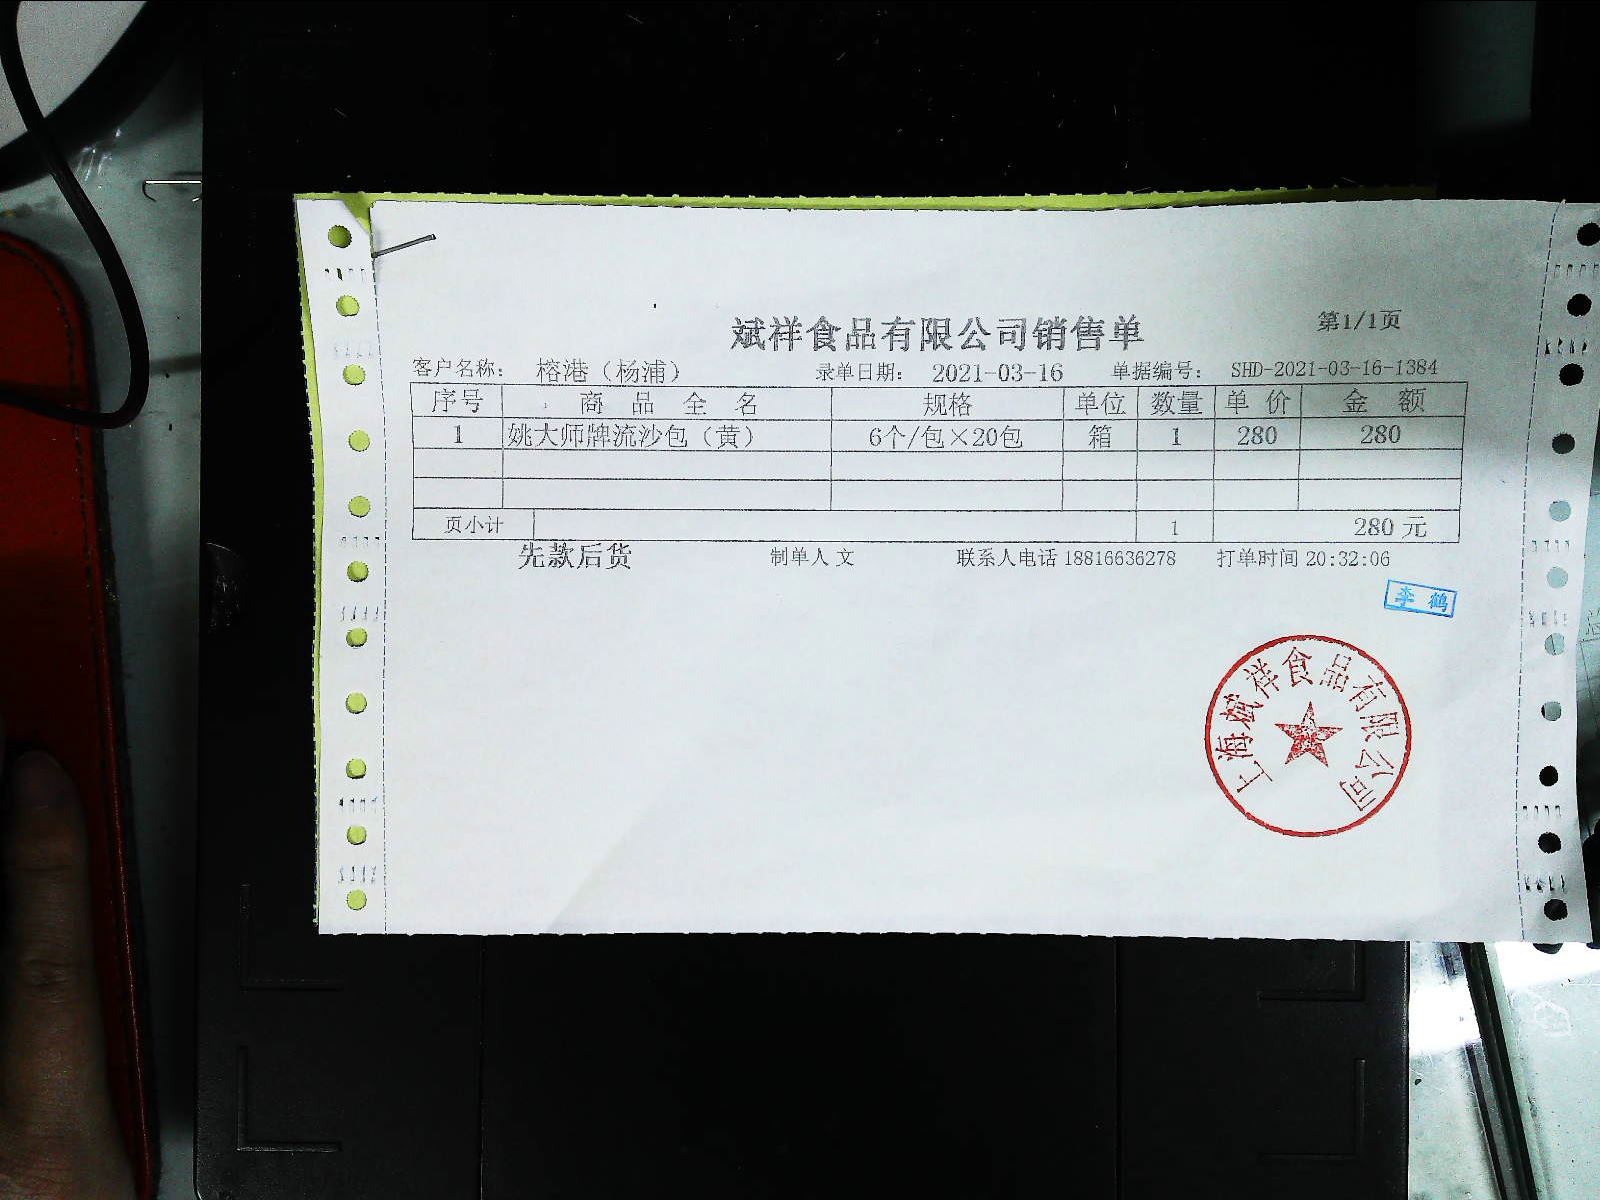 斌祥食品有限公司销售单 第1/1页
客户名称: 榕港（杨浦） 录单日期: 2021-03-16 单据编号: SHD-2021-03-16-1384
序号 商品全名 规格 单位 数量 单价 金额
1 姚大师牌流沙包（黄） 6个/包×20包 箱 1 280 280
页小计 1 280元
先款后货 制单人 文 联系人电话 18816636278 打单时间 20:32:06
李鹤
上海斌祥食品有限公司